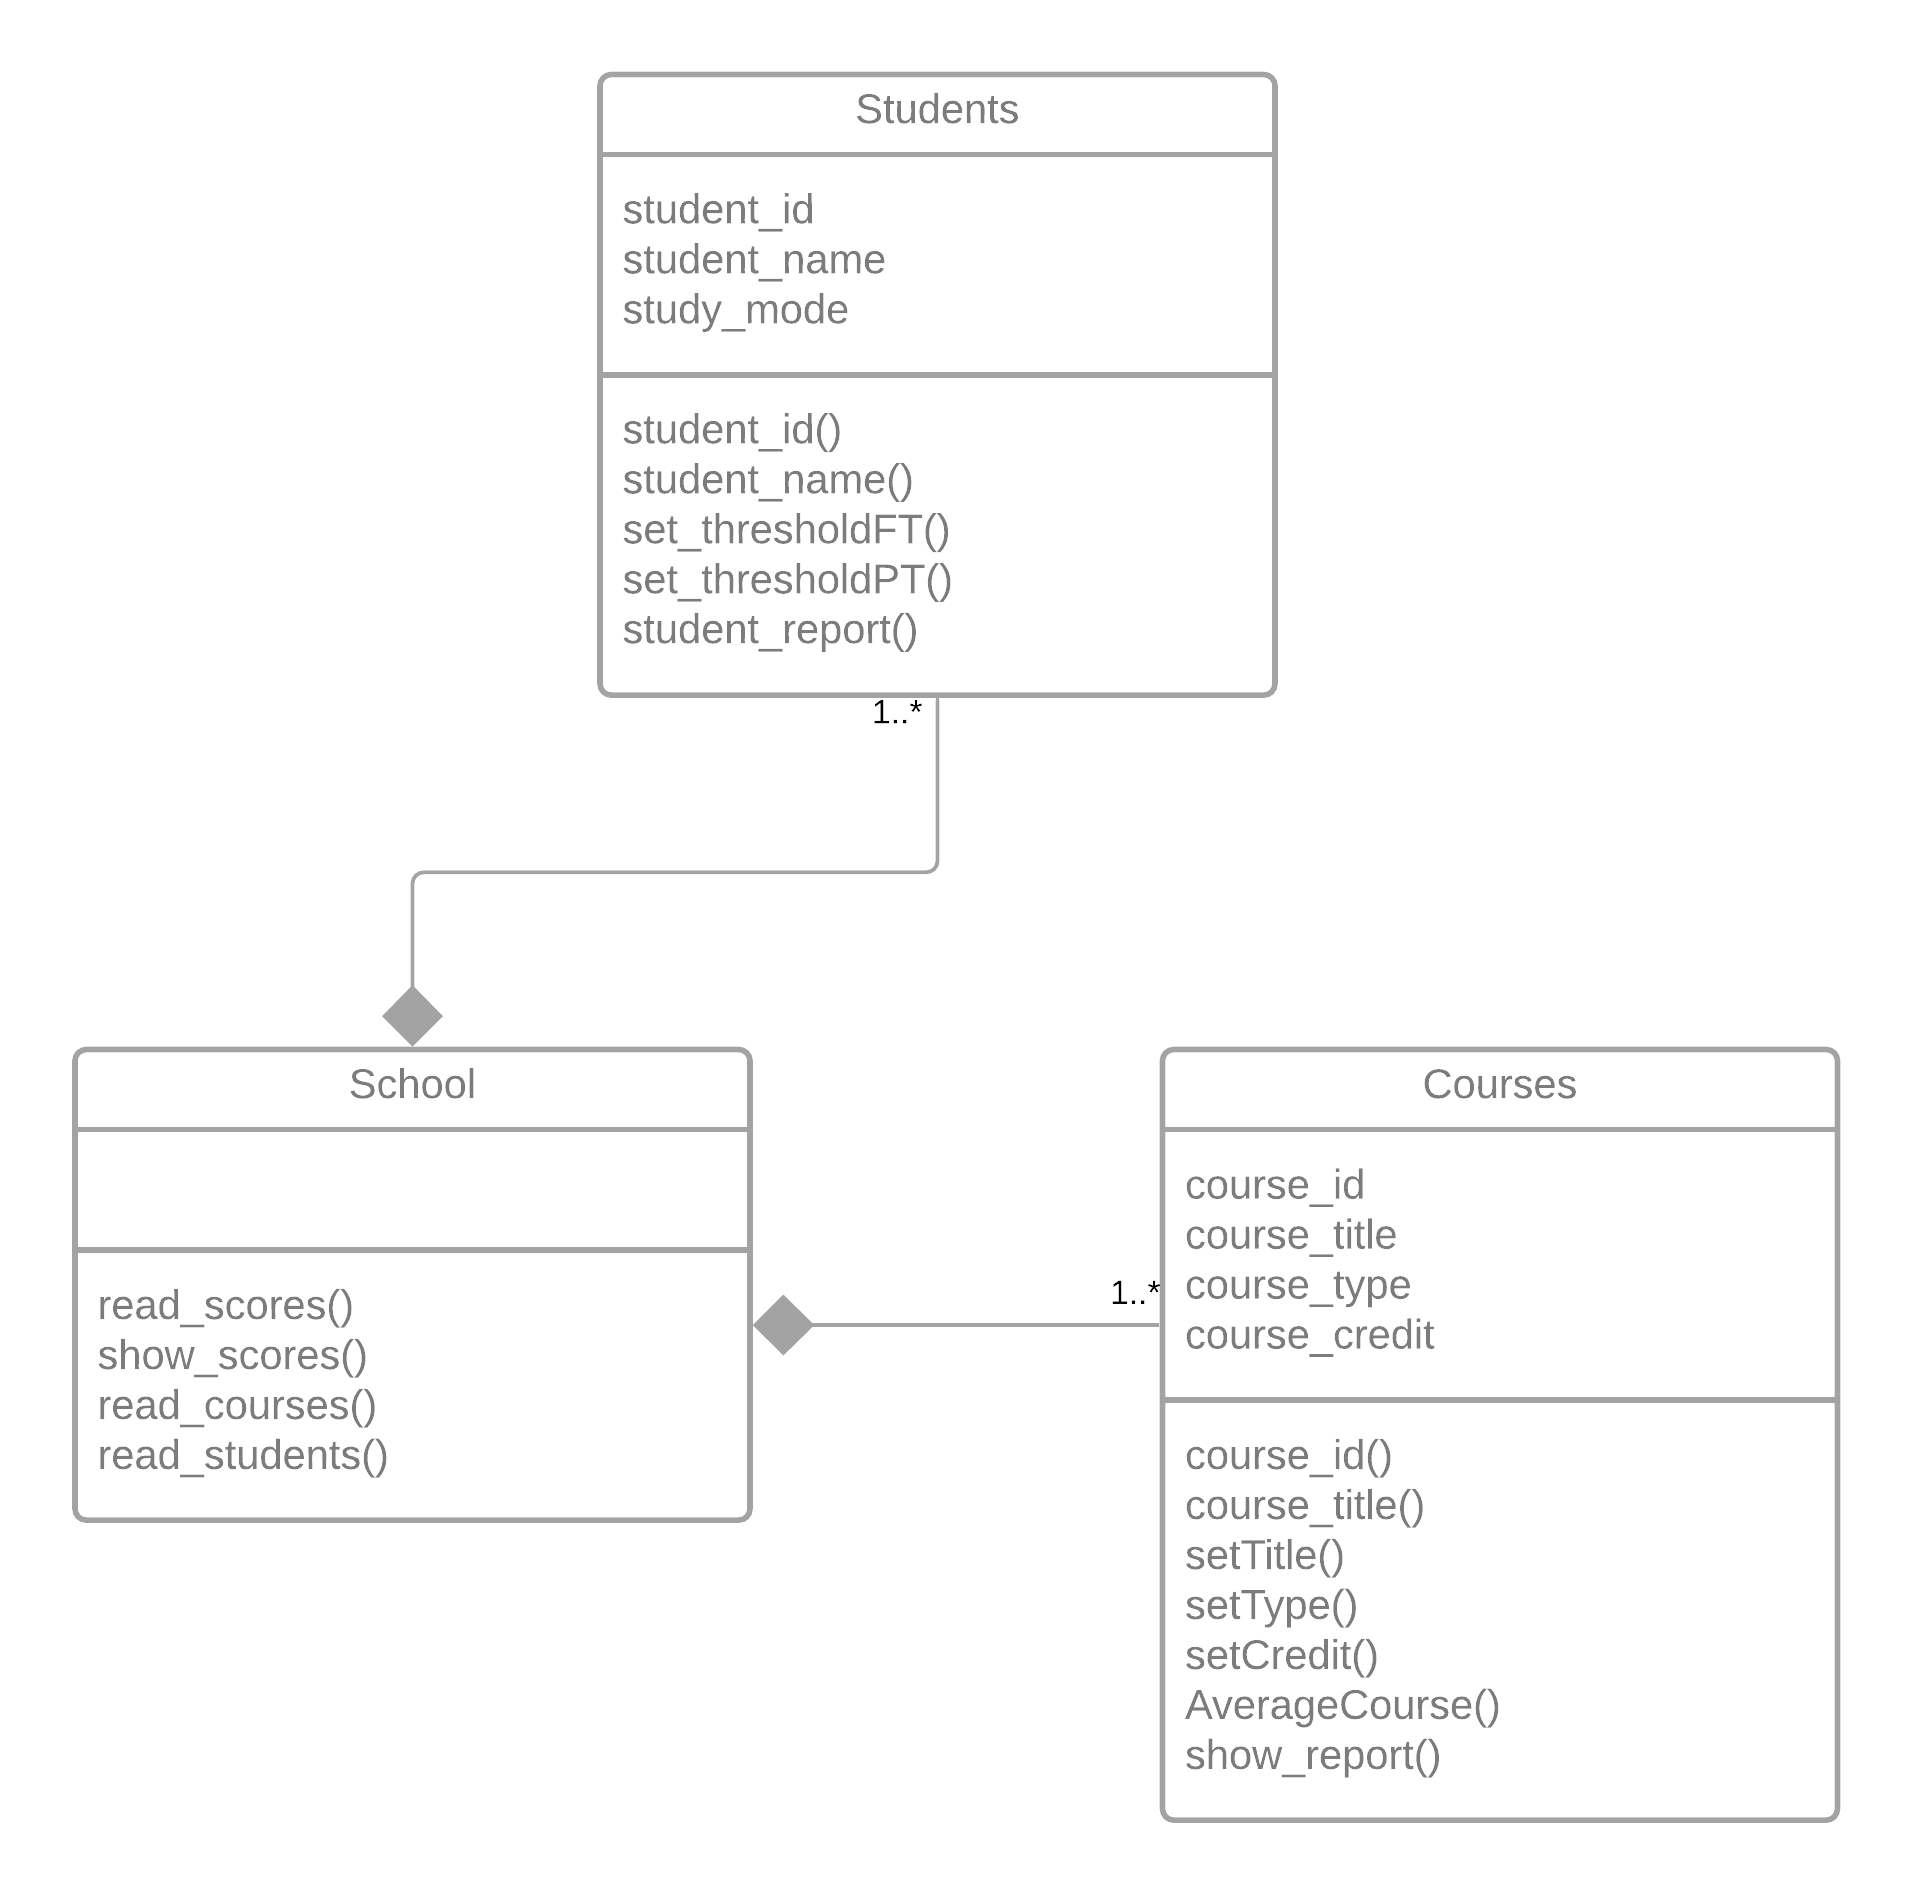 Students
student_id
student_name
study_mode
student_id()
student_name()
set_thresholdFT()
set_thresholdPT()
student_report()
1..*
School
read_scores()
show_scores()
read_courses()
read_students()
1..*
Courses
course_id
course_title
course_type
course_credit
course_id()
course_title()
setTitle()
setType()
setCredit()
AverageCourse()
show_report()